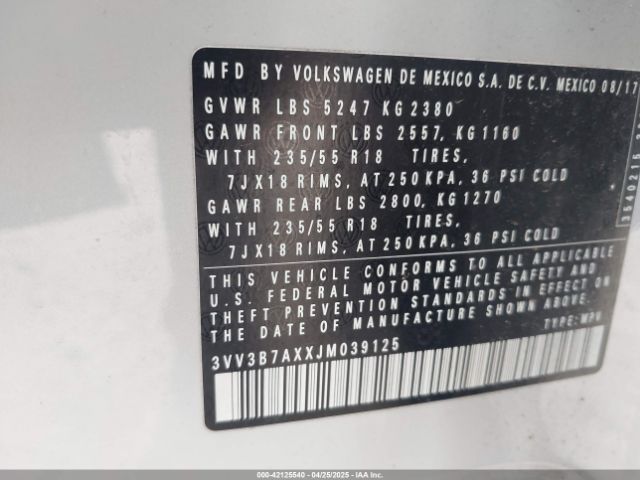 MFD BY VOLKSWAGEN DE MEXICO S.A. DE C.V. MEXICO 08/17
GVWR LBS 5247 KG 2380
GAWR FRONT LBS 2557, KG 1160
WITH 235/55 R18 TIRES,
7JX18 RIMS, AT 250 KPA, 36 PSI COLD
GAWR REAR LBS 2800, KG 1270
WITH 235/55 R18 TIRES,
7JX18 RIMS, AT 250 KPA, 36 PSI COLD
THIS VEHICLE CONFORMS TO ALL APPLICABLE
U.S. FEDERAL MOTOR VEHICLE SAFETY AND
THEFT PREVENTION STANDARDS IN EFFECT ON
THE DATE OF MANUFACTURE SHOWN ABOVE.
TYPE: MPV
3VV3B7AXXJM039125
000-42125540 - 04/25/2025 - IAAI.COM